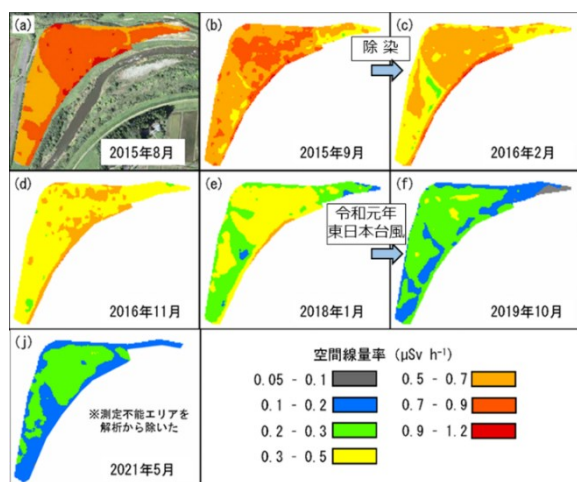 (a)
2015年8月
(b)
2015年9月
除染
(c)
2016年2月
(d)
2016年11月
(e)
2018年1月
令和元年
東日本台風
(f)
2019年10月
(j)
※測定不能エリアを
解析から除いた
2021年5月
空間線量率 (μSv h⁻¹)
0.05 - 0.1
0.1 - 0.2
0.2 - 0.3
0.3 - 0.5
0.5 - 0.7
0.7 - 0.9
0.9 - 1.2